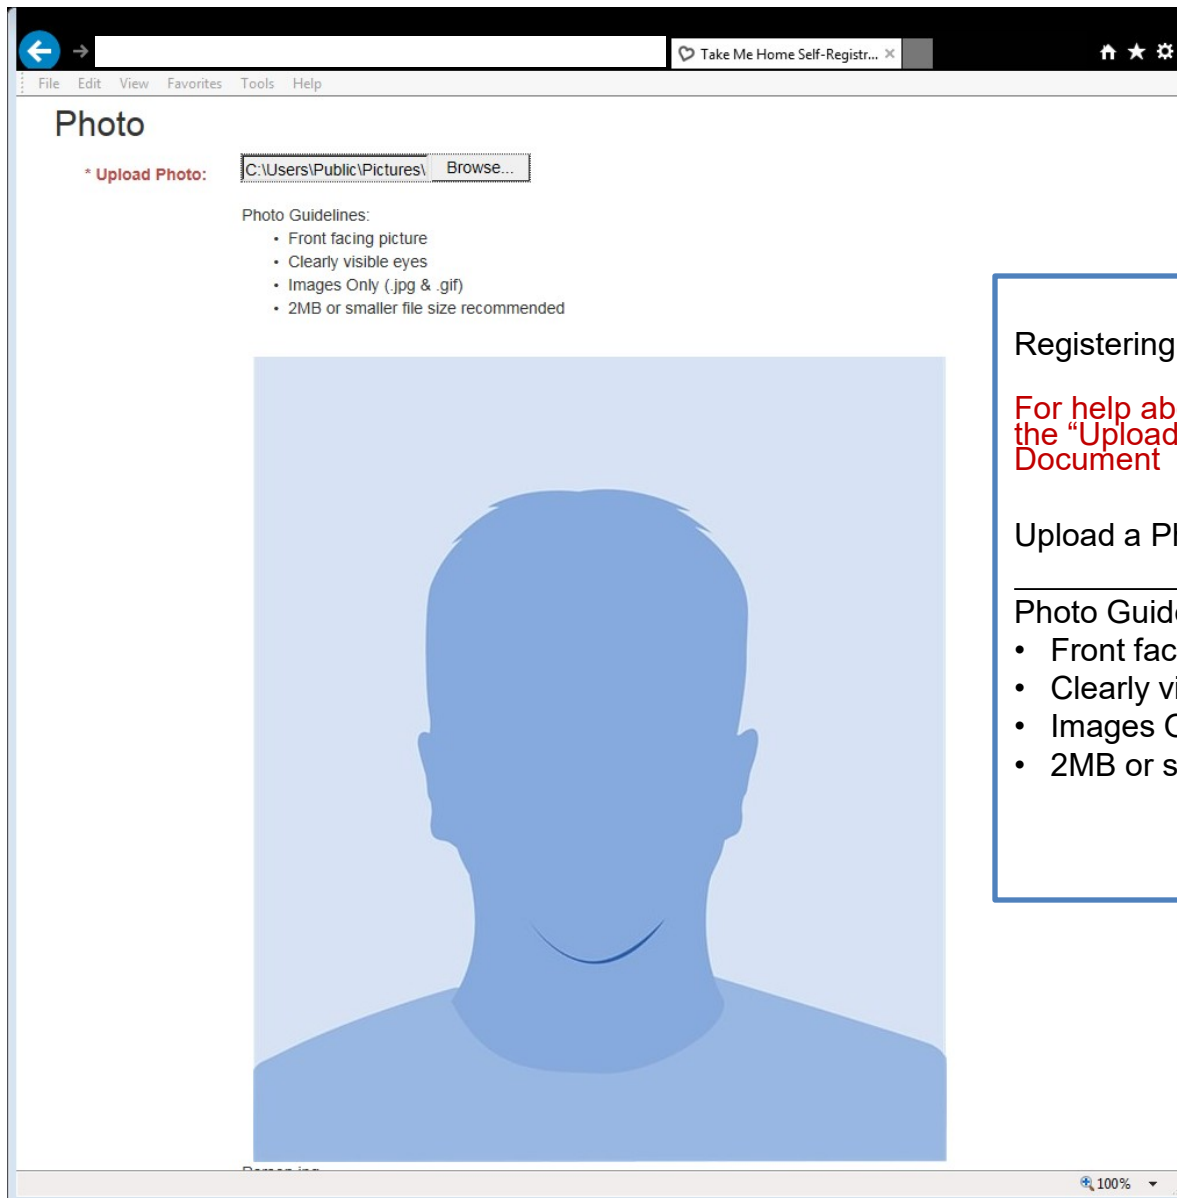 Take Me Home Self-Registr...
File Edit View Favorites Tools Help
Photo
* Upload Photo:
C:\Users\Public\Pictures\ Browse...
Photo Guidelines:
• Front facing picture
• Clearly visible eyes
• Images Only (.jpg & .gif)
• 2MB or smaller file size recommended
Registering
For help ab
the “Upload
Document
Upload a Ph
Photo Guide
• Front fac
• Clearly vi
• Images O
• 2MB or s
100%